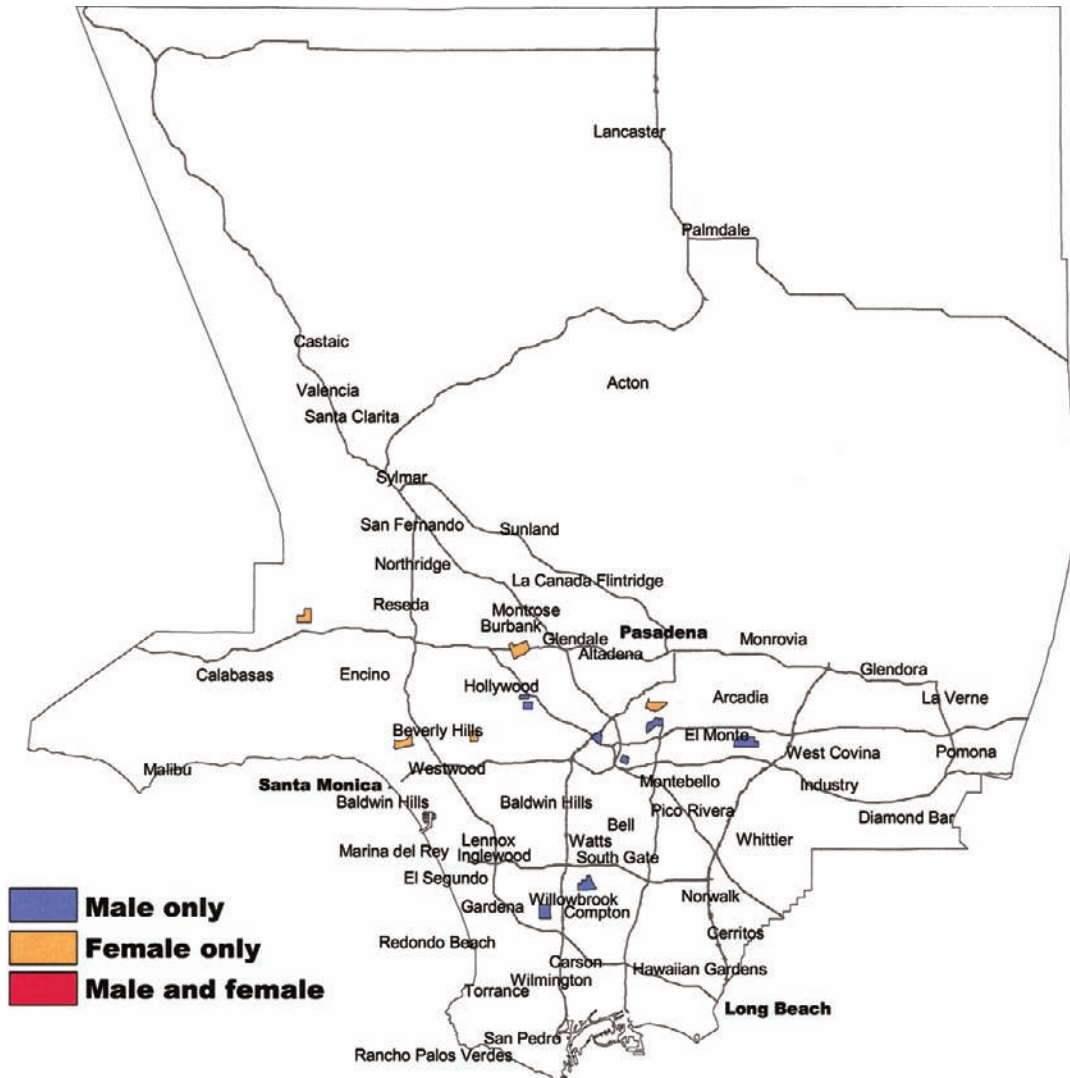 Lancaster
Palmdale
Castaic
Acton
Valencia
Santa Clarita
Sylmar
San Fernando
Sunland
Northridge
La Canada Flintridge
Reseda
Montrose
Burbank
Glendale
Pasadena
Monrovia
Altadena
Glendora
Calabasas
Encino
Hollywood
Arcadia
La Verne
Beverly Hills
El Monte
West Covina
Pomona
Malibu
Westwood
Santa Monica
Montebello
Industry
Baldwin Hills
Baldwin Hills
Pico Rivera
Diamond Bar
Bell
Lennox
Watts
Whittier
Marina del Rey
Inglewood
South Gate
El Segundo
Norwalk
Male only
Gardena
Willowbrook
Compton
Cerritos
Female only
Redondo Beach
Carson
Hawaiian Gardens
Male and female
Wilmington
Torrance
Long Beach
San Pedro
Rancho Palos Verdes